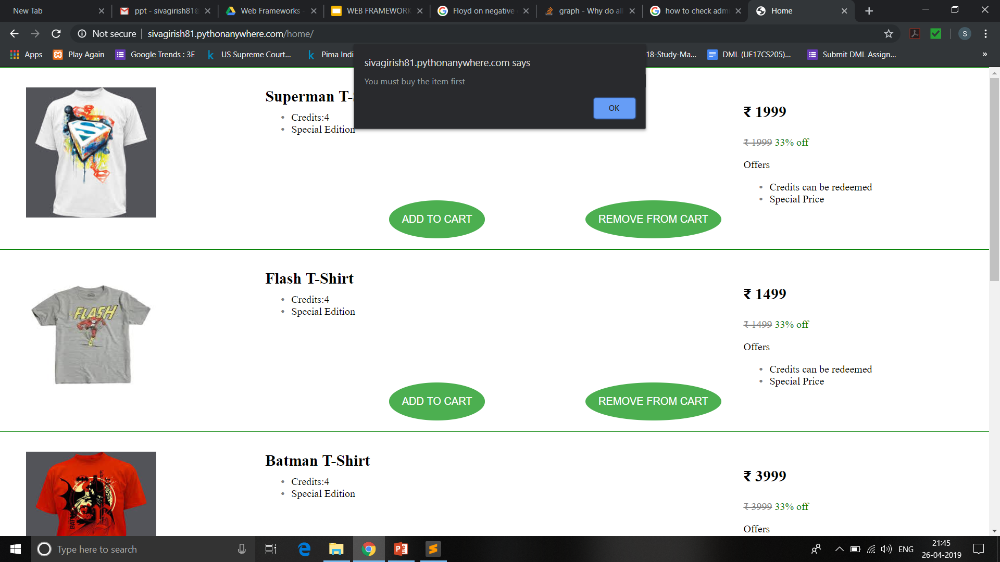 New Tab
ppt - sivagirish81@
Web Frameworks -
WEB FRAMEWORK
Floyd on negative
graph - Why do all
how to check adm
Home
Not secure | sivagirish81.pythonanywhere.com/home/
S
Apps
Play Again
Google Trends : 3E
US Supreme Court...
Pima Indi
18-Study-Ma...
DML (UE17CS205)...
Submit DML Assign...
»
sivagirish81.pythonanywhere.com says
You must buy the item first
OK
Superman T-
• Credits:4
• Special Edition
₹ 1999
₹ 1999 33% off
Offers
• Credits can be redeemed
• Special Price
ADD TO CART
REMOVE FROM CART
FLASH
Flash T-Shirt
• Credits:4
• Special Edition
₹ 1499
₹ 1499 33% off
Offers
• Credits can be redeemed
• Special Price
ADD TO CART
REMOVE FROM CART
Batman T-Shirt
• Credits:4
• Special Edition
₹ 3999
₹ 3999 33% off
Offers
Type here to search
ENG
21:45
26-04-2019